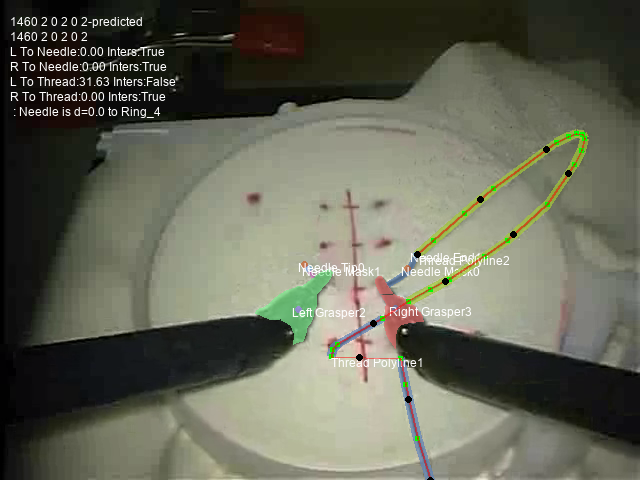 1460 2 0 2 0 2-predicted
1460 2 0 2 0 2
L To Needle:0.00 Inters:True
R To Needle:0.00 Inters:True
L To Thread:31.63 Inters:False
R To Thread:0.00 Inters:True
: Needle is d=0.0 to Ring_4
Needle End
Thread Polyline2
Needle Tip0
Needle Mask1
Needle Mask0
Left Grasper2
Right Grasper3
Thread Polyline1